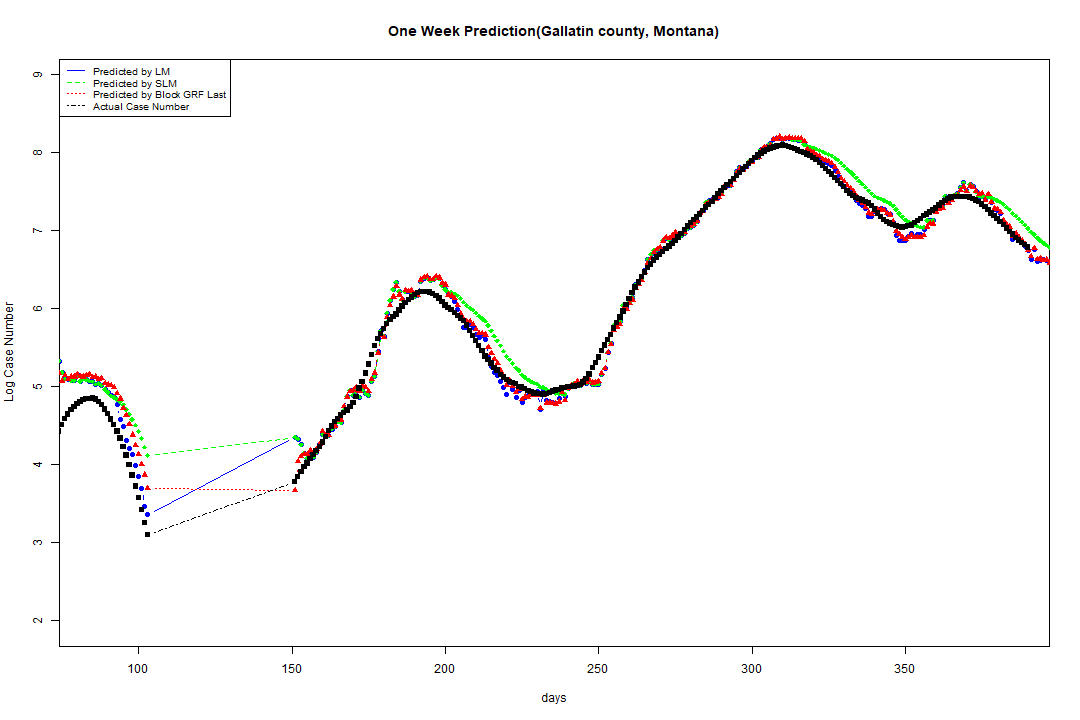 One Week Prediction(Gallatin county, Montana)
Predicted by LM
Predicted by SLM
Predicted by Block GRF Last
Actual Case Number
9
8
7
6
5
4
3
2
Log Case Number
100 150 200 250 300 350
days